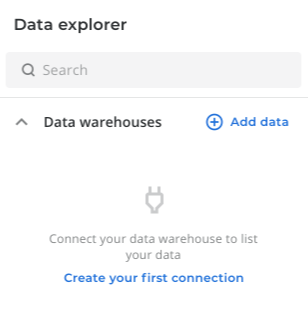 Data explorer
Search
Data warehouses
Add data
Connect your data warehouse to list
your data
Create your first connection